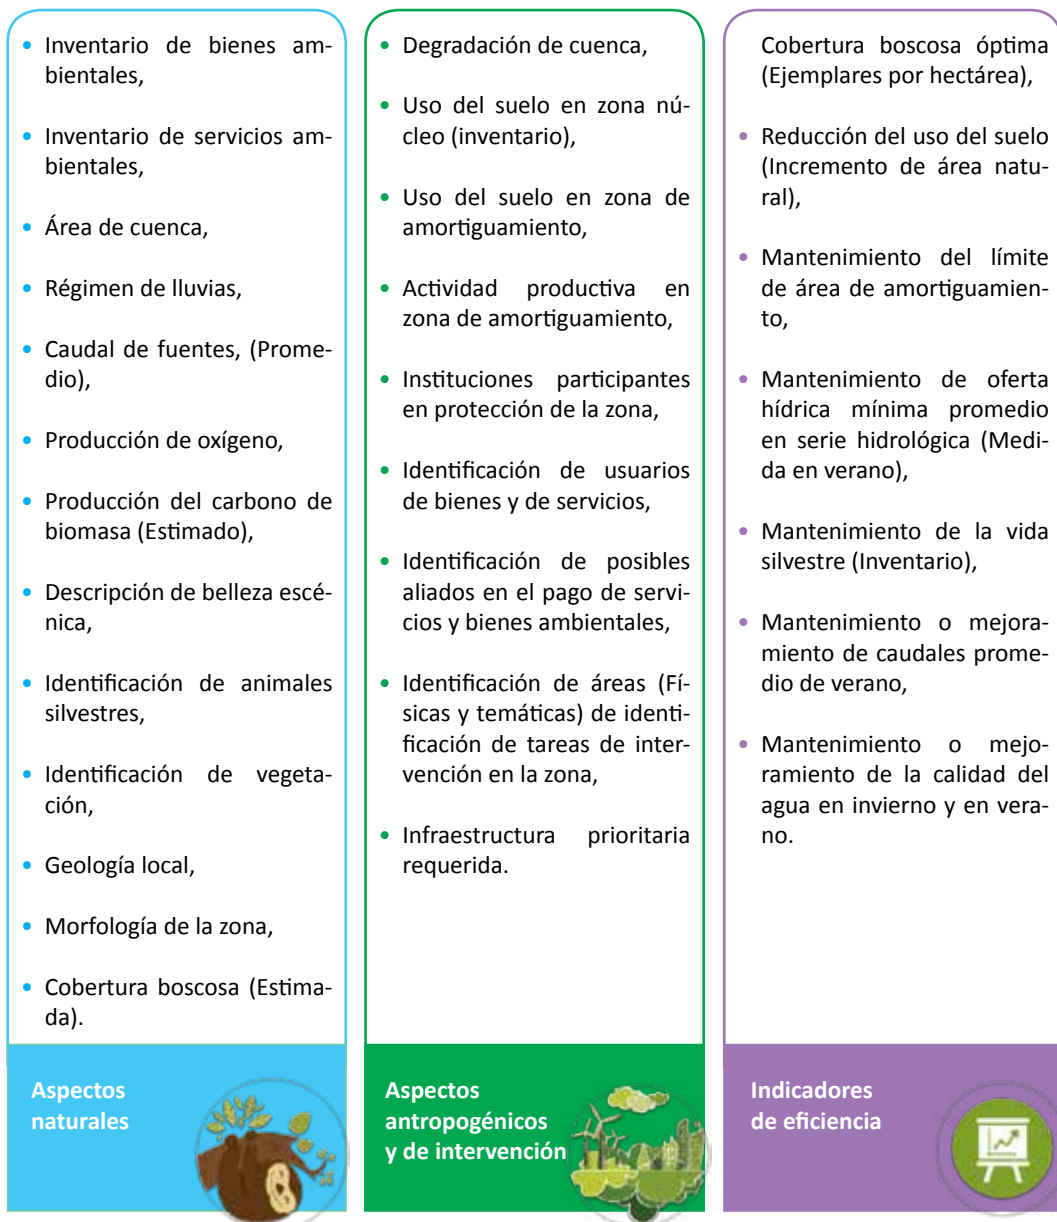 • Inventario de bienes am-
bientales,
• Inventario de servicios am-
bientales,
• Área de cuenca,
• Régimen de lluvias,
• Caudal de fuentes, (Prome-
dio),
• Producción de oxígeno,
• Producción del carbono de
biomasa (Estimado),
• Descripción de belleza escé-
nica,
• Identificación de animales
silvestres,
• Identificación de vegeta-
ción,
• Geología local,
• Morfología de la zona,
• Cobertura boscosa (Estima-
da).
Aspectos
naturales
• Degradación de cuenca,
• Uso del suelo en zona nú-
cleo (inventario),
• Uso del suelo en zona de
amortiguamiento,
• Actividad productiva en
zona de amortiguamiento,
• Instituciones participantes
en protección de la zona,
• Identificación de usuarios
de bienes y de servicios,
• Identificación de posibles
aliados en el pago de servi-
cios y bienes ambientales,
• Identificación de áreas (Fí-
sicas y temáticas) de identi-
ficación de tareas de inter-
vención en la zona,
• Infraestructura prioritaria
requerida.
Aspectos
antropogénicos
y de intervención
Cobertura boscosa óptima
(Ejemplares por hectárea),
• Reducción del uso del suelo
(Incremento de área natu-
ral),
• Mantenimiento del límite
de área de amortiguamien-
to,
• Mantenimiento de oferta
hídrica mínima promedio
en serie hidrológica (Medi-
da en verano),
• Mantenimiento de la vida
silvestre (Inventario),
• Mantenimiento o mejora-
miento de caudales prome-
dio de verano,
• Mantenimiento o mejo-
ramiento de la calidad del
agua en invierno y en vera-
no.
Indicadores
de eficiencia